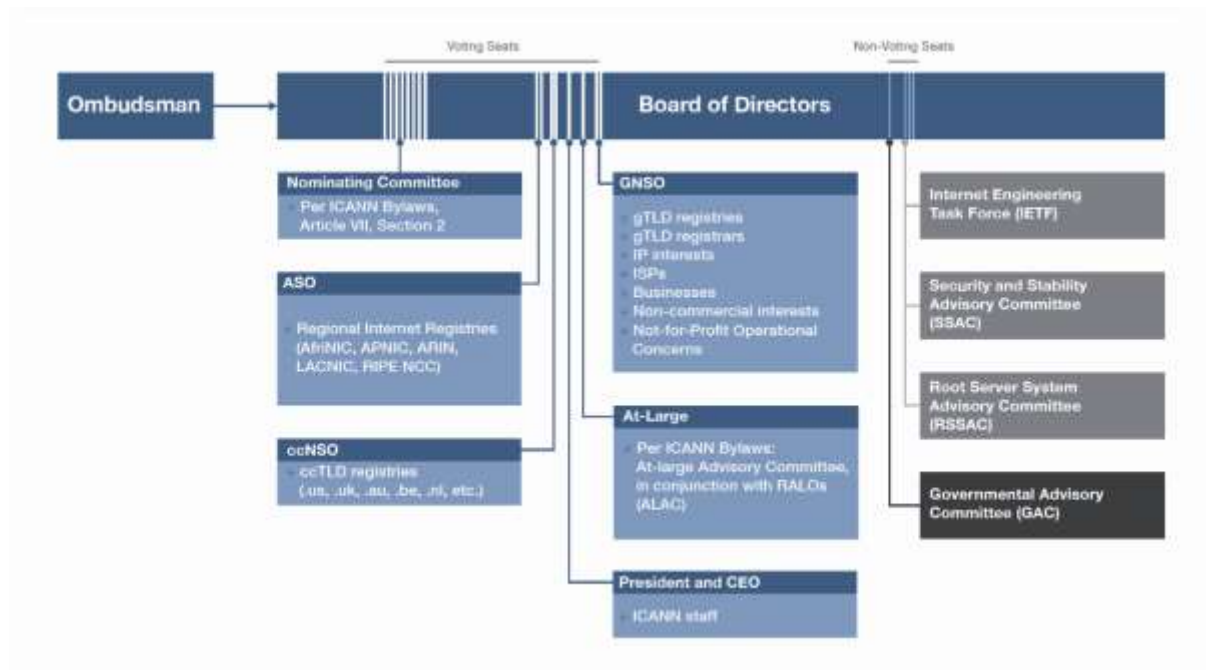 Voting Seats
Non-Voting Seats
Ombudsman
Board of Directors
Nominating Committee
Per ICANN Bylaws,
Article VII, Section 2
ASO
Regional Internet Registries
(AfriNIC, APNIC, ARIN,
LACNIC, RIPE NCC)
ccNSO
ccTLD registries
(.us, .uk, .au, .be, .nl, etc.)
GNSO
gTLD registries
gTLD registrars
IP interests
ISPs
Businesses
Non-commercial interests
Not-for-Profit Operational
Concerns
At-Large
Per ICANN Bylaws:
At-large Advisory Committee,
in conjunction with RALOs
(ALAC)
President and CEO
ICANN staff
Internet Engineering
Task Force (IETF)
Security and Stability
Advisory Committee
(SSAC)
Root Server System
Advisory Committee
(RSSAC)
Governmental Advisory
Committee (GAC)